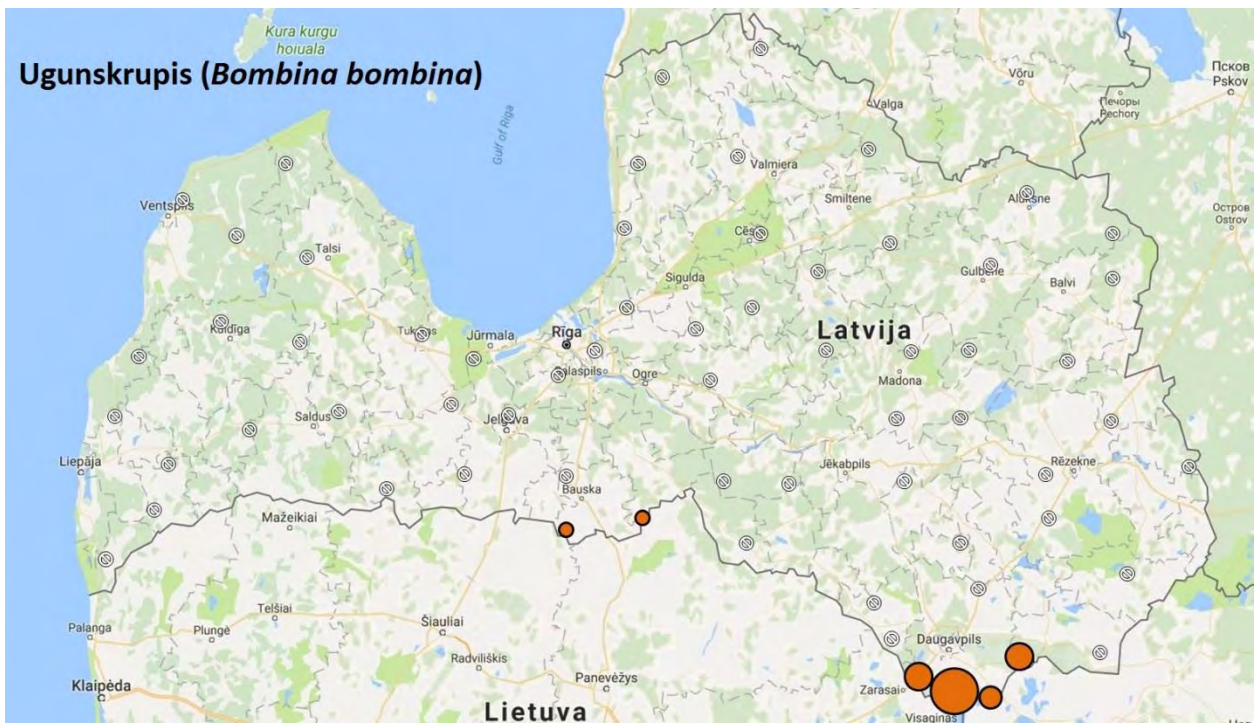 Kura kurgu
hoiuala
Ugunskrupis (Bombina bombina)
Gulf of Riga
Псков
Pskov
Võru
Печоры
Pechory
Valga
Valmiera
Smiltene
Alūksne
Остров
Ostrov
Ventspils
Talsi
Cēsis
Sigulda
Gulbene
Balvi
Kuldīga
Tukums
Jūrmala
Rīga
Latvija
Salaspils
Ogre
Madona
Saldus
Jelgava
Liepāja
Jēkabpils
Rēzekne
Bauska
Mažeikiai
Telšiai
Palanga
Plungė
Šiauliai
Radviliškis
Daugavpils
Panevėžys
Zarasai
Klaipėda
Lietuva
Visaginas